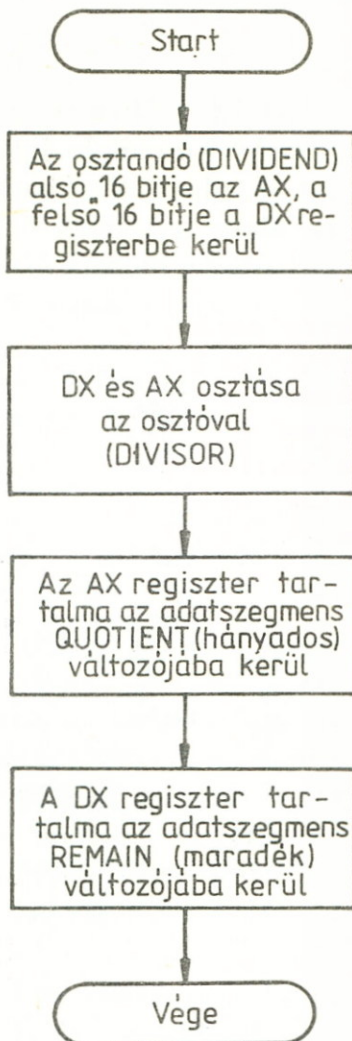 Start
Az osztandó (DIVIDEND)
alsó 16 bitje az AX, a
felső 16 bitje a DX re-
giszterbe kerül
DX és AX osztása
az osztóval
(DIVISOR)
Az AX regiszter tar-
talma az adatszegmens
QUOTIENT (hányados)
változójába kerül
A DX regiszter tar-
talma az adatszegmens
REMAIN (maradék)
változójába kerül
Vége